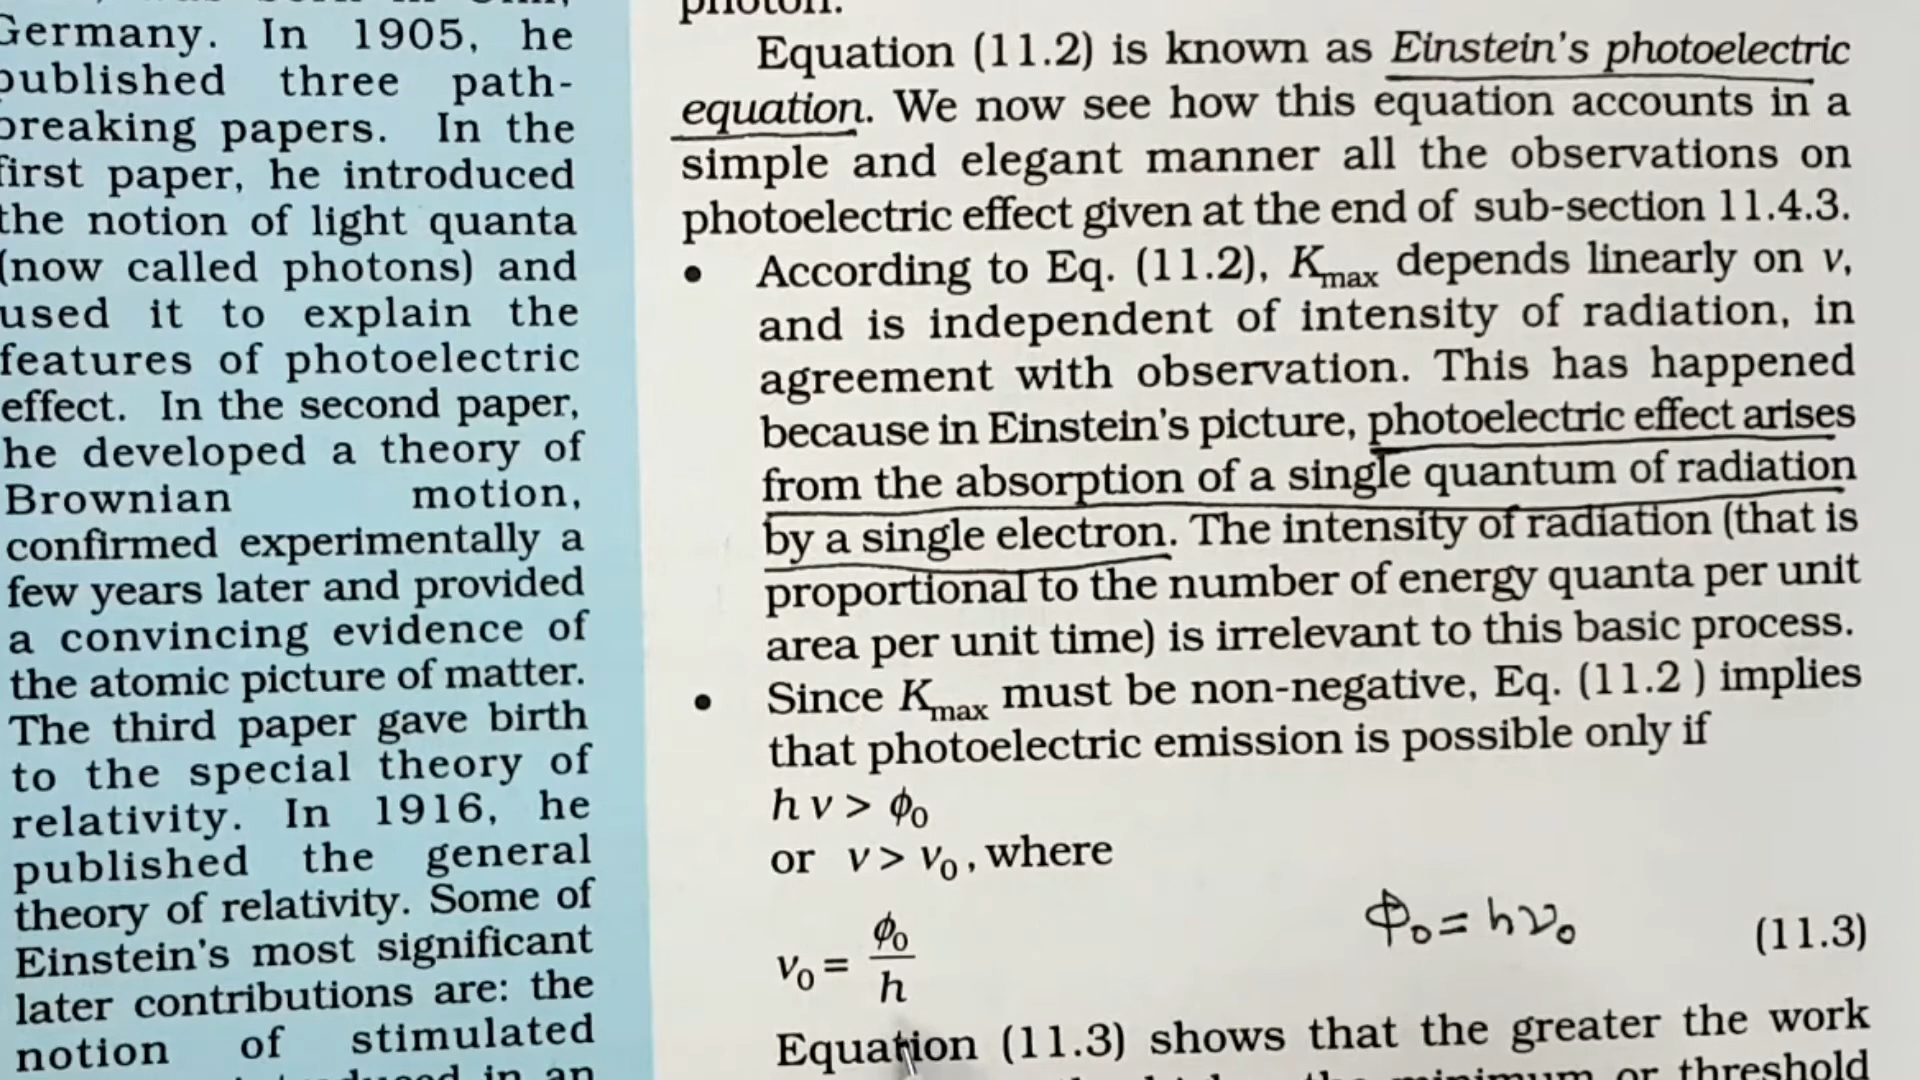 Germany. In 1905, he
published three path-
breaking papers. In the
first paper, he introduced
the notion of light quanta
(now called photons) and
used it to explain the
features of photoelectric
effect. In the second paper,
he developed a theory of
Brownian motion,
confirmed experimentally a
few years later and provided
a convincing evidence of
the atomic picture of matter.
The third paper gave birth
to the special theory of
relativity. In 1916, he
published the general
theory of relativity. Some of
Einstein's most significant
later contributions are: the
notion of stimulated
in an
photon.
Equation (11.2) is known as Einstein's photoelectric
equation. We now see how this equation accounts in a
simple and elegant manner all the observations on
photoelectric effect given at the end of sub-section 11.4.3.
• According to Eq. (11.2), Kmax depends linearly on ν,
and is independent of intensity of radiation, in
agreement with observation. This has happened
because in Einstein's picture, photoelectric effect arises
from the absorption of a single quantum of radiation
by a single electron. The intensity of radiation (that is
proportional to the number of energy quanta per unit
area per unit time) is irrelevant to this basic process.
• Since Kmax must be non-negative, Eq. (11.2 ) implies
that photoelectric emission is possible only if
h ν > ϕ0
or ν > ν0 , where
ν0 = ϕ0/h Φ0 = hν0 (11.3)
Equation (11.3) shows that the greater the work
the minimum or threshold